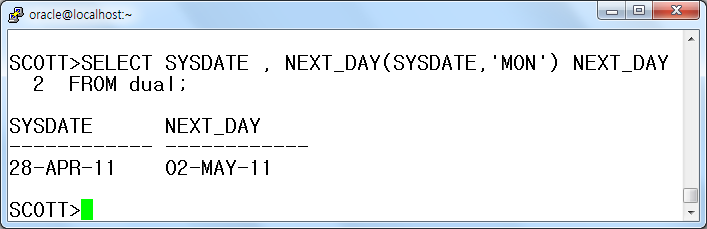 oracle@localhost:~
SCOTT>SELECT SYSDATE , NEXT_DAY(SYSDATE,'MON') NEXT_DAY
  2  FROM dual;
SYSDATE      NEXT_DAY
------------ ------------
28-APR-11    02-MAY-11
SCOTT>